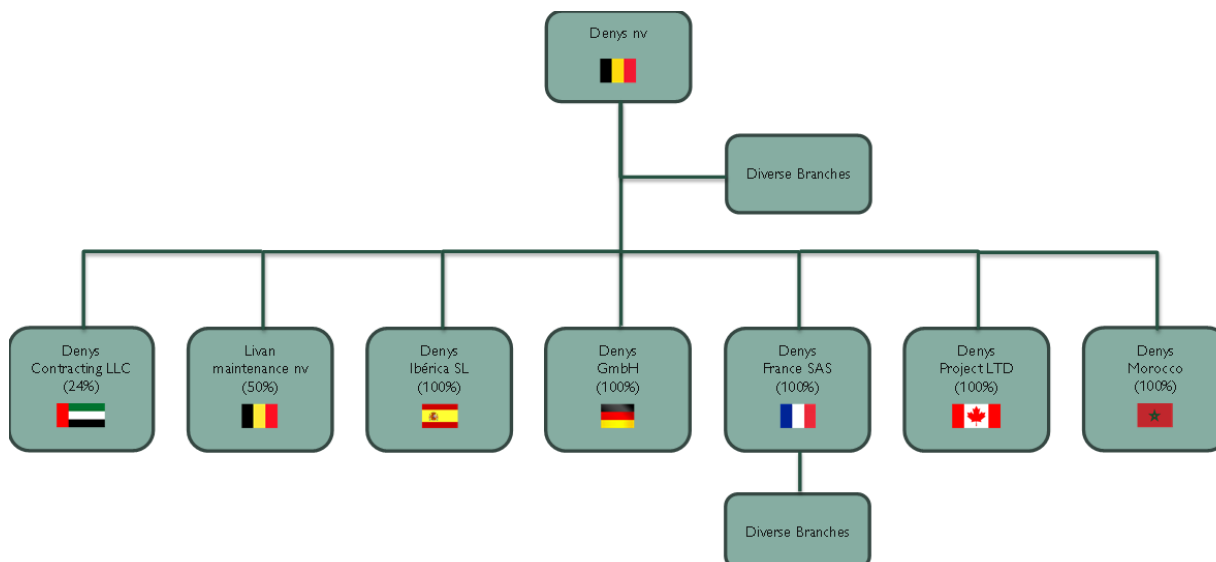 Denys nv
Diverse Branches
Denys
Contracting LLC
(24%)
Livan
maintenance nv
(50%)
Denys
Ibérica SL
(100%)
Denys
GmbH
(100%)
Denys
France SAS
(100%)
Denys
Project LTD
(100%)
Denys
Morocco
(100%)
Diverse Branches